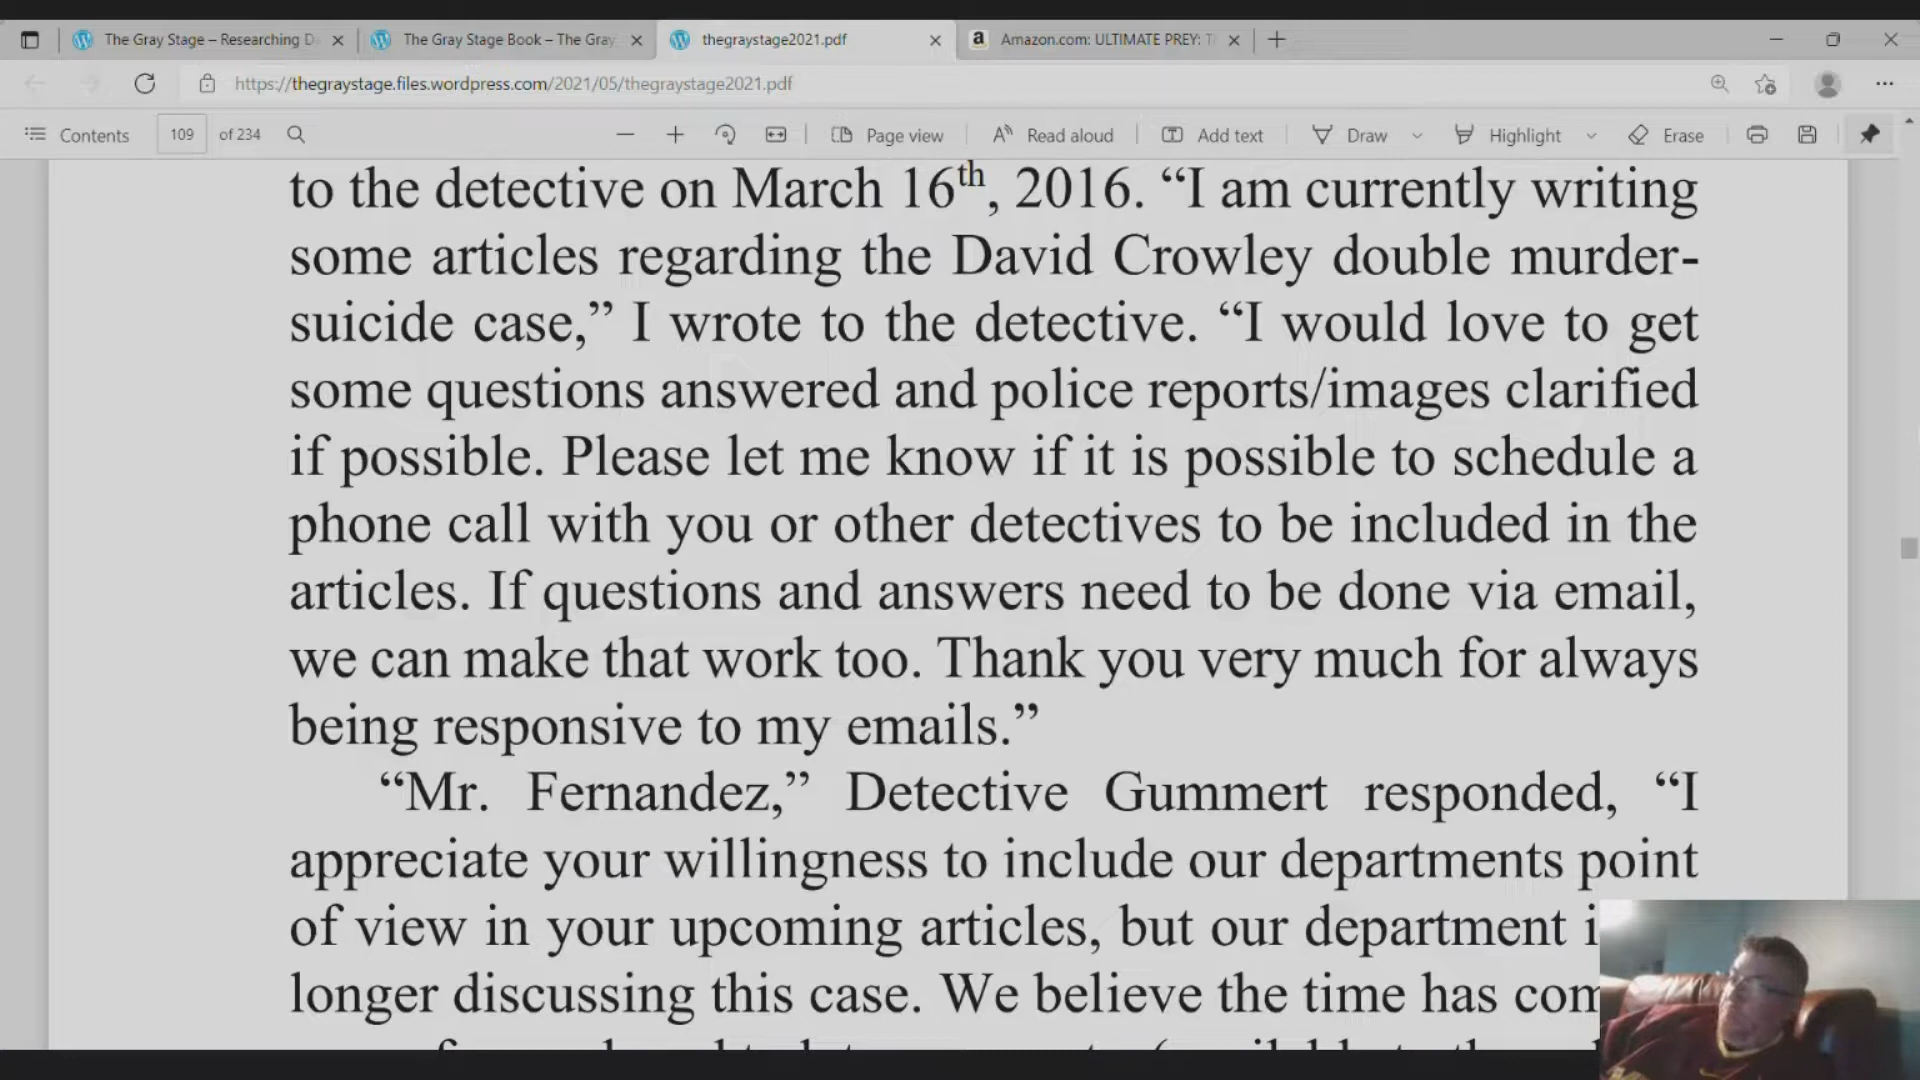 The Gray Stage – Researching D
The Gray Stage Book – The Gray
thegraystage2021.pdf
a Amazon.com: ULTIMATE PREY: T
https://thegraystage.files.wordpress.com/2021/05/thegraystage2021.pdf
Contents 109 of 234 Page view Read aloud Add text Draw Highlight Erase
to the detective on March 16th, 2016. “I am currently writing
some articles regarding the David Crowley double murder-
suicide case,” I wrote to the detective. “I would love to get
some questions answered and police reports/images clarified
if possible. Please let me know if it is possible to schedule a
phone call with you or other detectives to be included in the
articles. If questions and answers need to be done via email,
we can make that work too. Thank you very much for always
being responsive to my emails.”
“Mr. Fernandez,” Detective Gummert responded, “I
appreciate your willingness to include our departments point
of view in your upcoming articles, but our department i
longer discussing this case. We believe the time has com